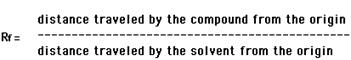 distance traveled by the compound from the origin
Rf = -----------------------------------------------
distance traveled by the solvent from the origin